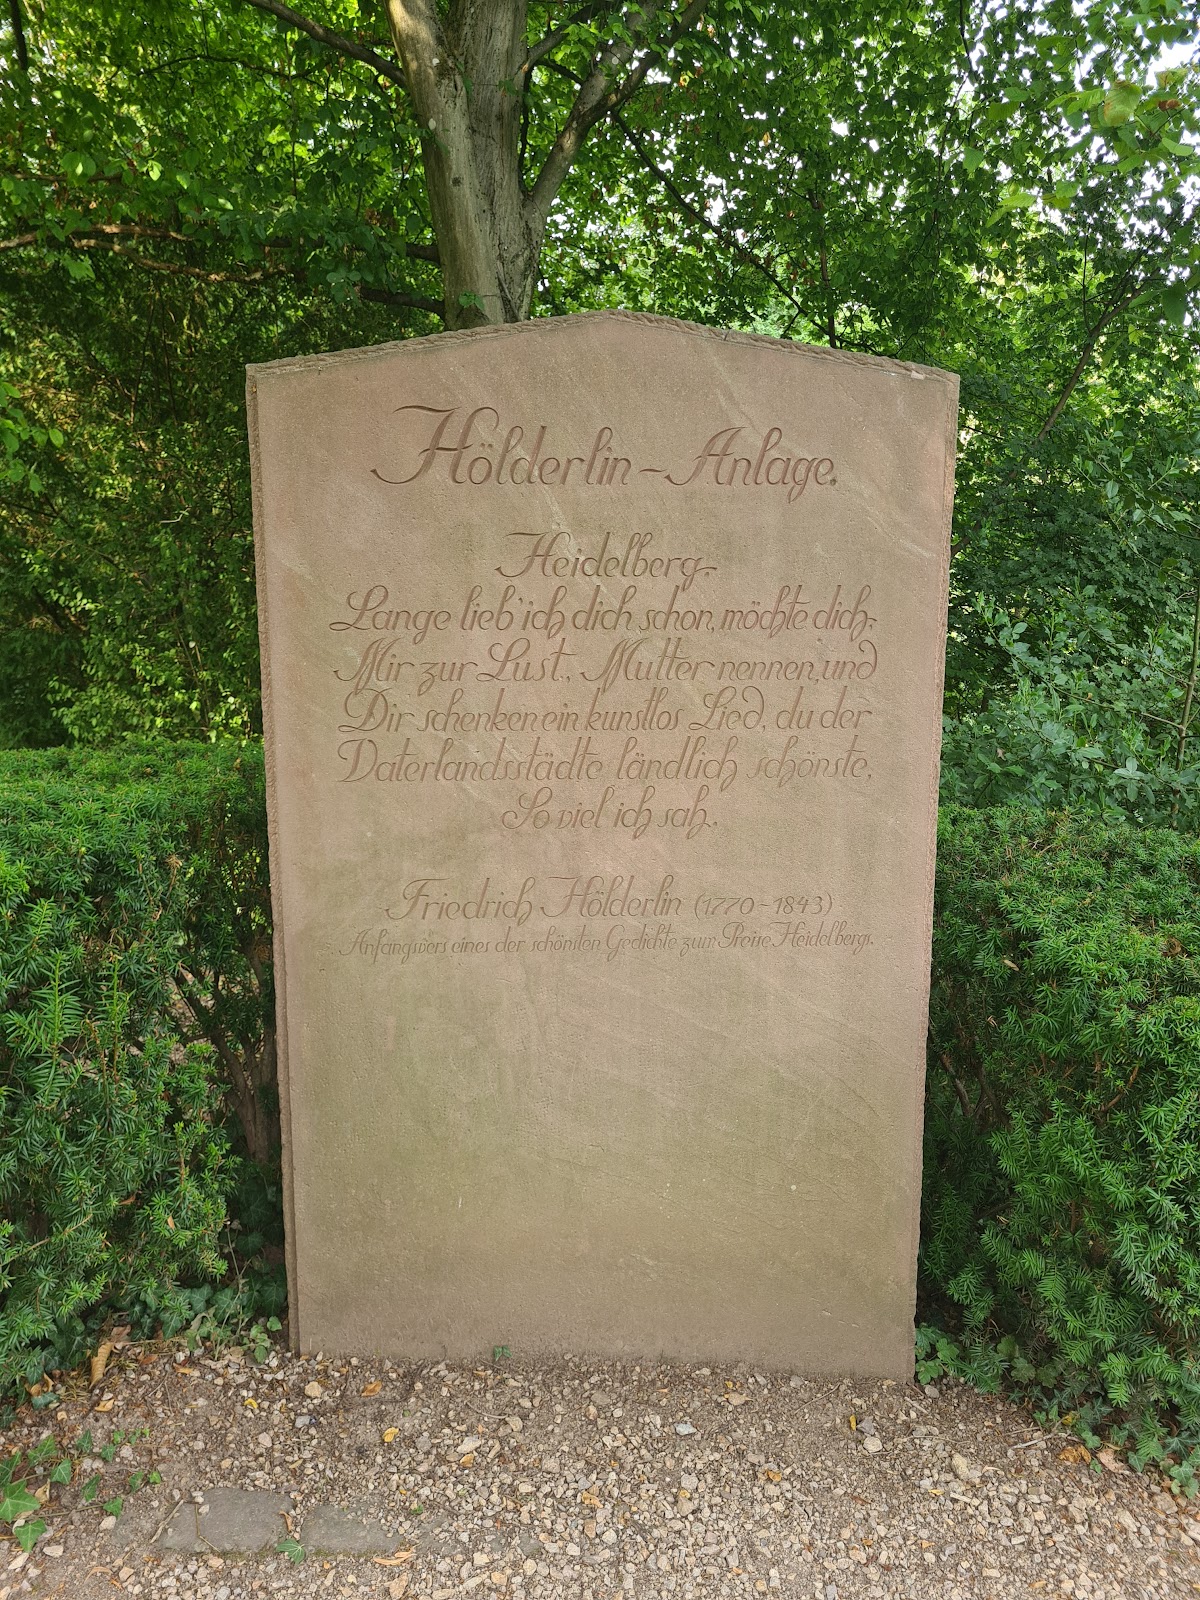 Hölderlin-Anlage.
Heidelberg.
Lange lieb' ich dich schon, möchte dich,
Mir zur Lust, Mutter nennen, und
Dir schenken ein kunstlos Lied, du der
Vaterlandsstädte ländlich schönste,
So viel ich sah.
Friedrich Hölderlin (1770-1843)
Anfangsvers eines der schönsten Gedichte zum Preise Heidelbergs.